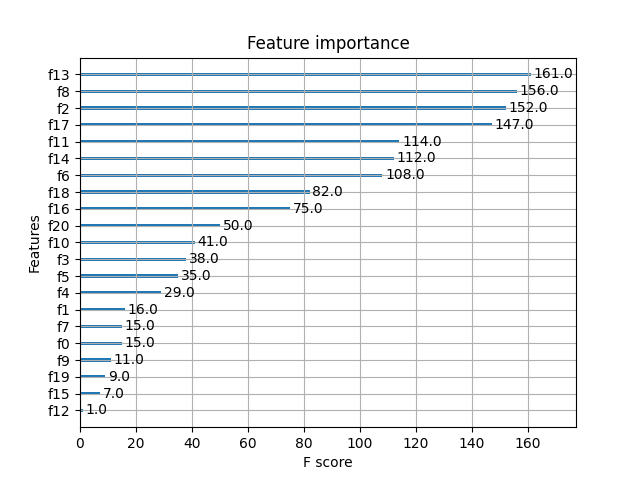 Feature importance
f13 161.0
f8 156.0
f2 152.0
f17 147.0
f11 114.0
f14 112.0
f6 108.0
f18 82.0
f16 75.0
f20 50.0
f10 41.0
f3 38.0
f5 35.0
f4 29.0
f1 16.0
f7 15.0
f0 15.0
f9 11.0
f19 9.0
f15 7.0
f12 1.0
Features
0 20 40 60 80 100 120 140 160
F score